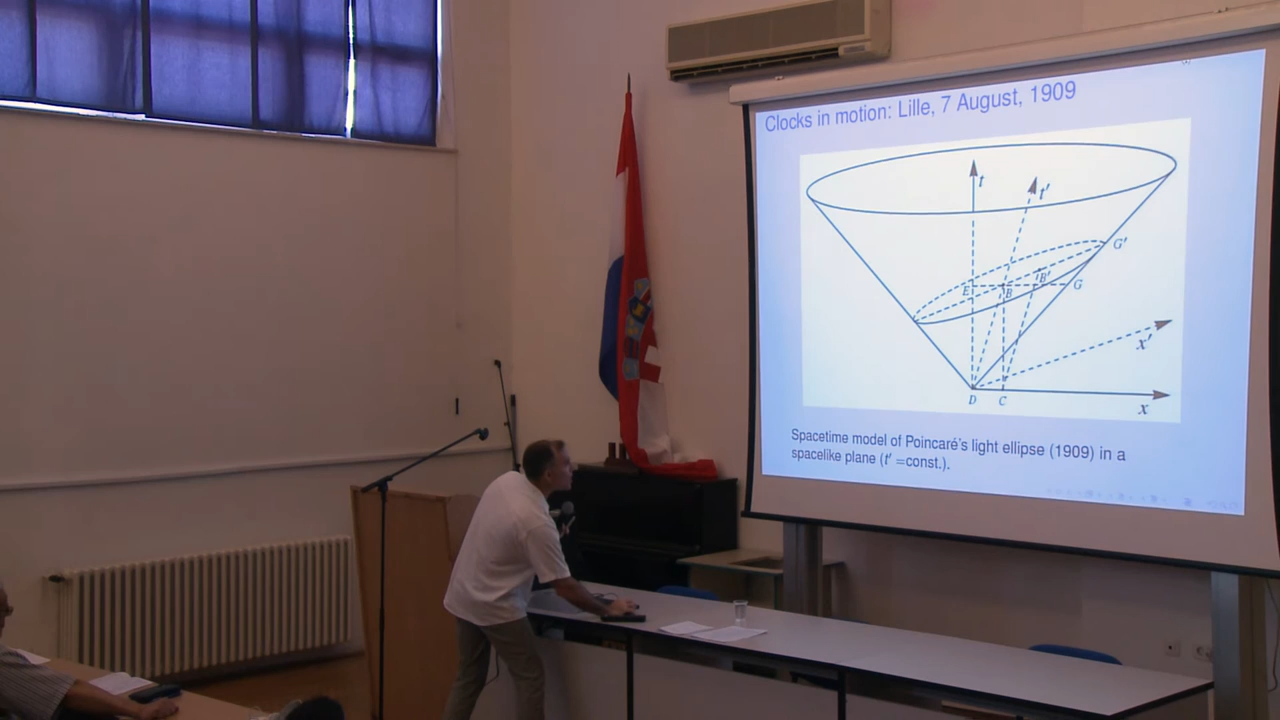 Clocks in motion: Lille, 7 August, 1909
t
t'
G'
E
B
B'
G
x'
D
C
x
Spacetime model of Poincaré's light ellipse (1909) in a
spacelike plane (t' =const.).